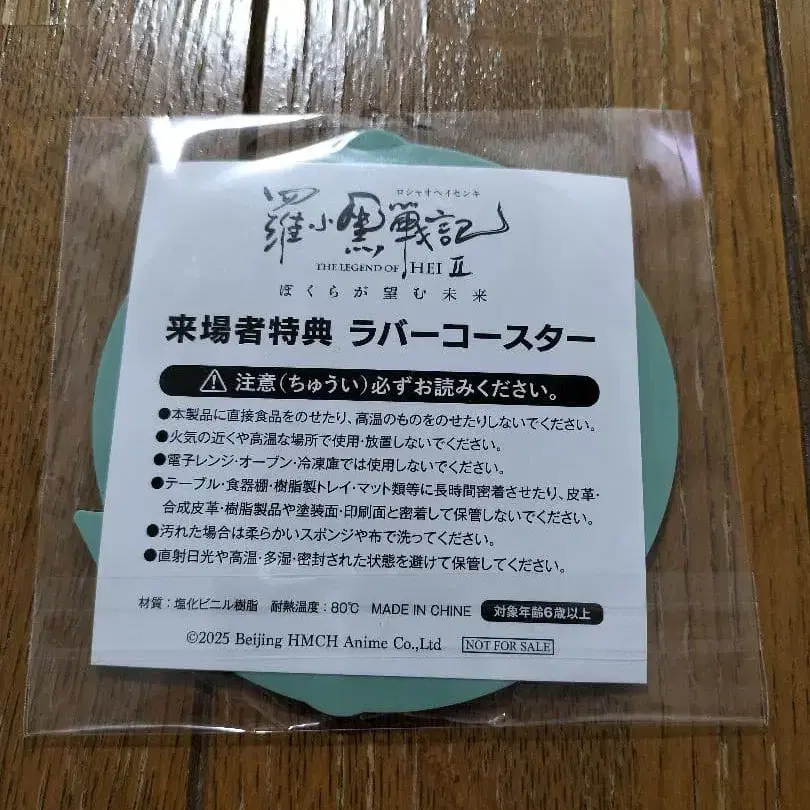 ロシャオヘイセンキ
羅小黒戦記
THE LEGEND OF HEI Ⅱ
ぼくらが望む未来
来場者特典 ラバーコースター
⚠ 注意(ちゅうい)必ずお読みください。
●本製品に直接食品をのせたり、高温のものをのせたりしないでください。
●火気の近くや高温な場所で使用・放置しないでください。
●電子レンジ・オーブン・冷凍庫では使用しないでください。
●テーブル・食器棚・樹脂製トレイ・マット類等に長時間密着させたり、皮革・
合成皮革・樹脂製品や塗装面・印刷面と密着して保管しないでください。
●汚れた場合は柔らかいスポンジや布で洗ってください。
●直射日光や高温・多湿・密封された状態を避けて保管してください。
材質:塩化ビニル樹脂 耐熱温度:80℃ MADE IN CHINE 対象年齢6歳以上
©2025 Beijing HMCH Anime Co.,Ltd NOT FOR SALE